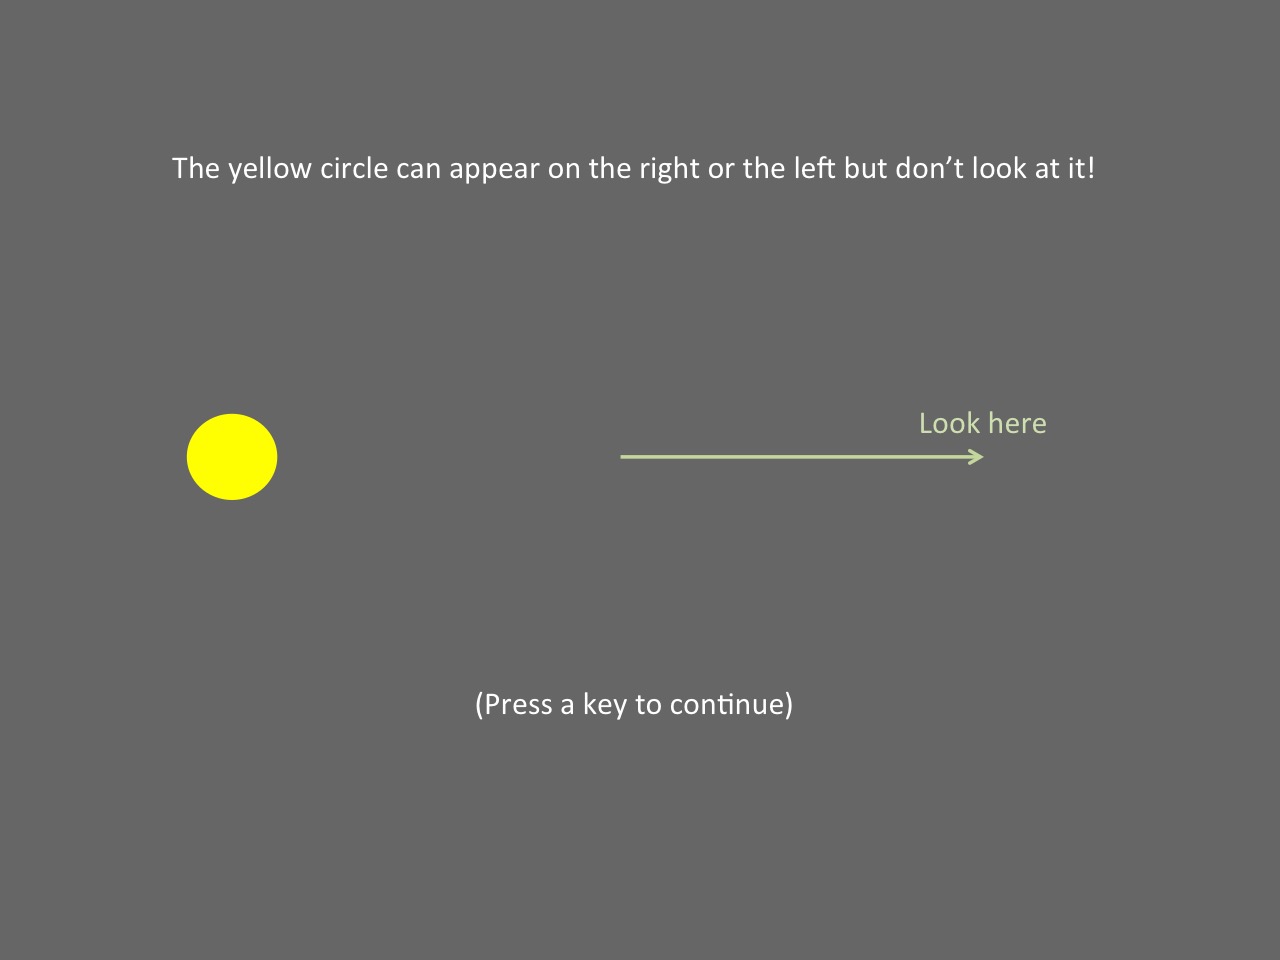 The yellow circle can appear on the right or the left but don’t look at it!
Look here
(Press a key to continue)